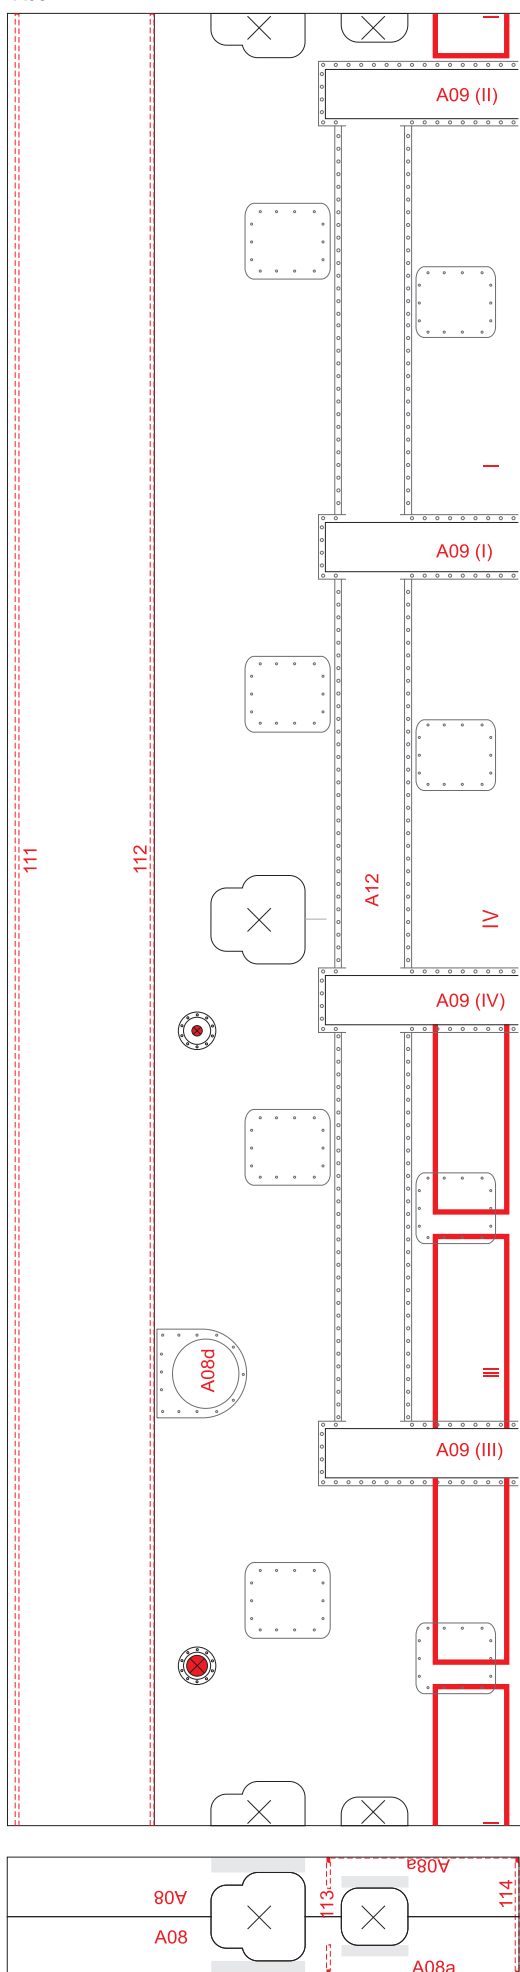 I
A09 (II)
I
A09 (I)
111
112
A12
IV
A09 (IV)
A08d
III
A09 (III)
I
A08a
A08
113
114
A08
A08a